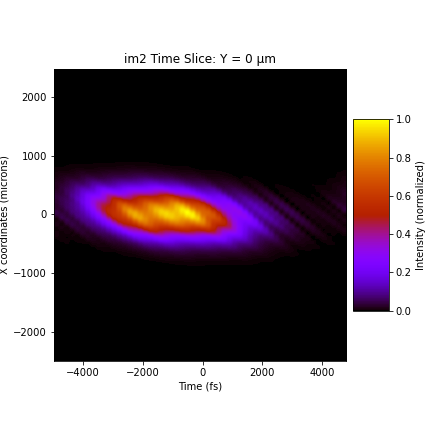 im2 Time Slice: Y = 0 μm
2000
1000
0
−1000
−2000
X coordinates (microns)
−4000 −2000 0 2000 4000
Time (fs)
1.0
0.8
0.6
0.4
0.2
0.0
Intensity (normalized)